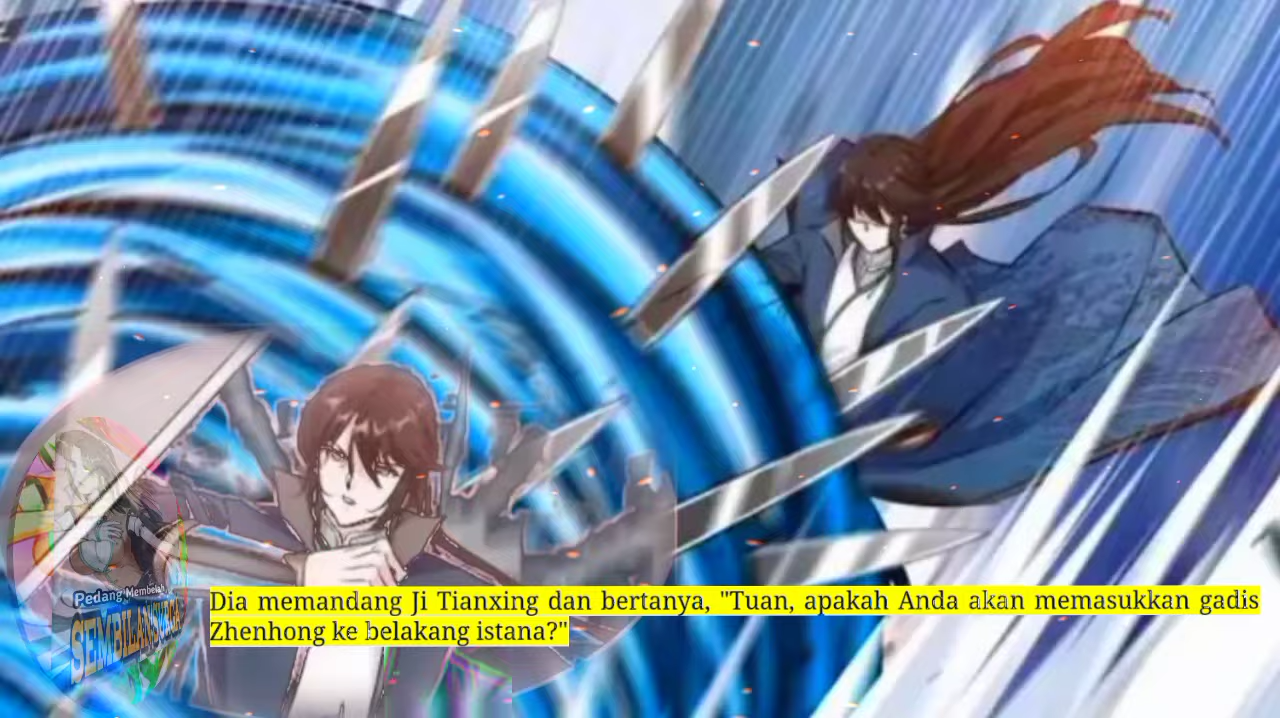 Pedang Membelah
SEMBILAN SURGA
Dia memandang Ji Tianxing dan bertanya, "Tuan, apakah Anda akan memasukkan gadis
Zhenhong ke belakang istana?"